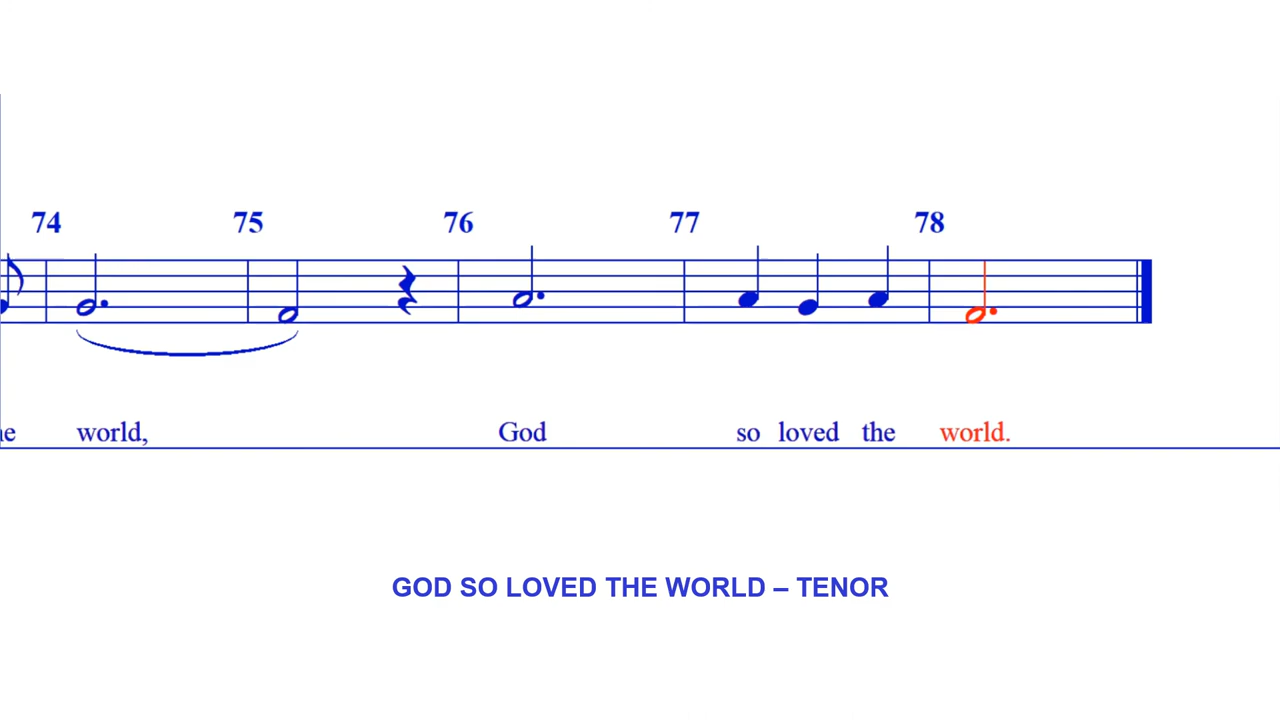 74 75 76 77 78
world, God so loved the world.
GOD SO LOVED THE WORLD – TENOR